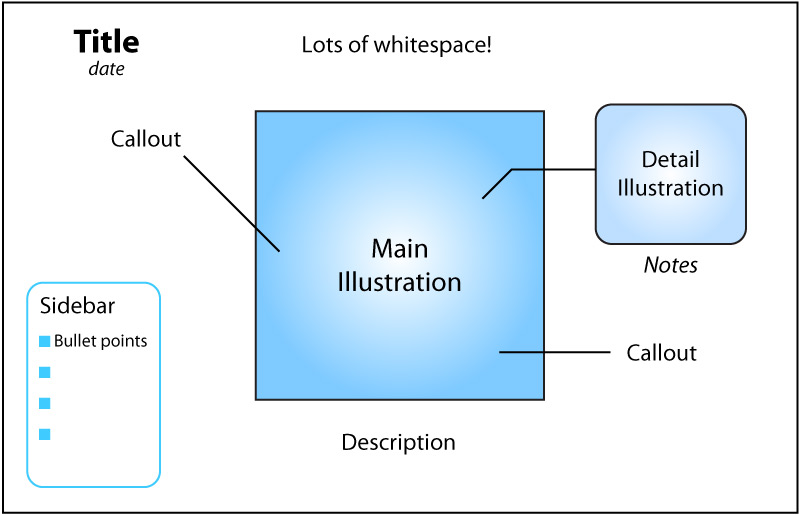 Title
date
Lots of whitespace!
Callout
Detail
Illustration
Main
Illustration
Notes
Sidebar
Bullet points
Callout
Description